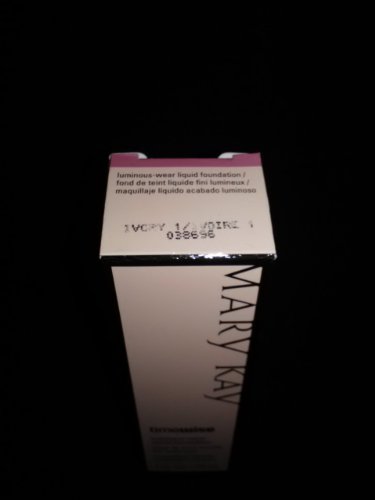 luminous-wear liquid foundation /
fond de teint liquide fini lumineux /
maquillaje líquido acabado luminoso
IVORY 1/IVOIRE 1
038696
MARY KAY
timewise